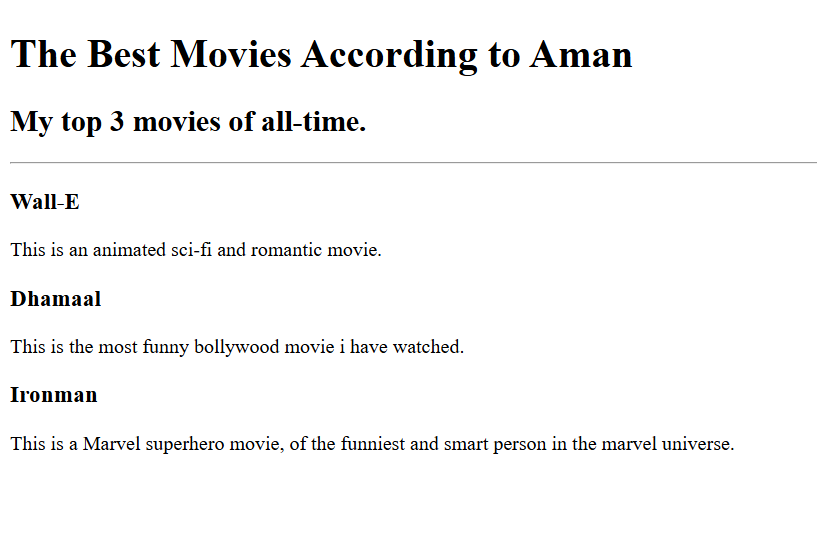 The Best Movies According to Aman
My top 3 movies of all-time.
Wall-E
This is an animated sci-fi and romantic movie.
Dhamaal
This is the most funny bollywood movie i have watched.
Ironman
This is a Marvel superhero movie, of the funniest and smart person in the marvel universe.